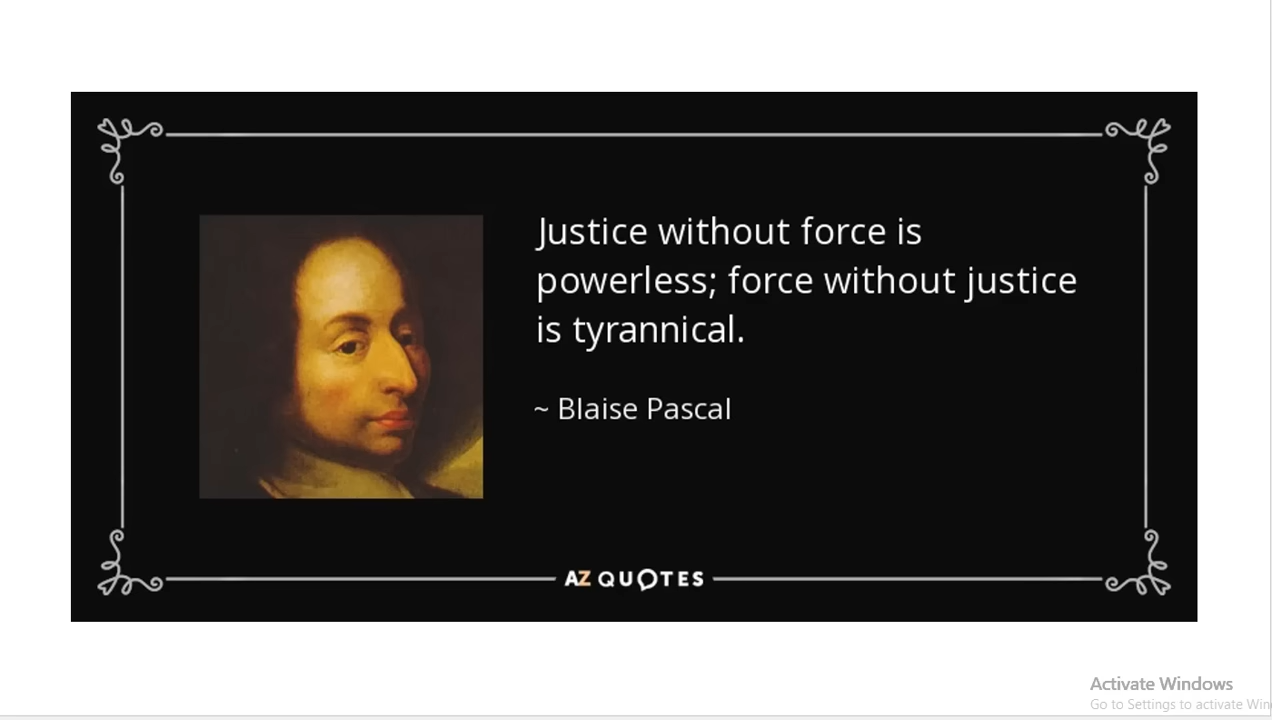 Justice without force is
powerless; force without justice
is tyrannical.
~ Blaise Pascal
AZ QUOTES
Activate Windows
Go to Settings to activate Win